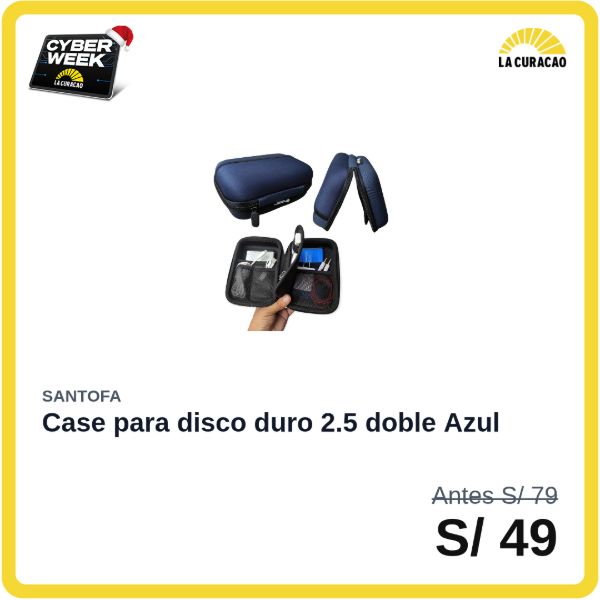 CYBER
WEEK
LA CURACAO
LA CURACAO
SANTOFA
Case para disco duro 2.5 doble Azul
Antes S/ 79
S/ 49